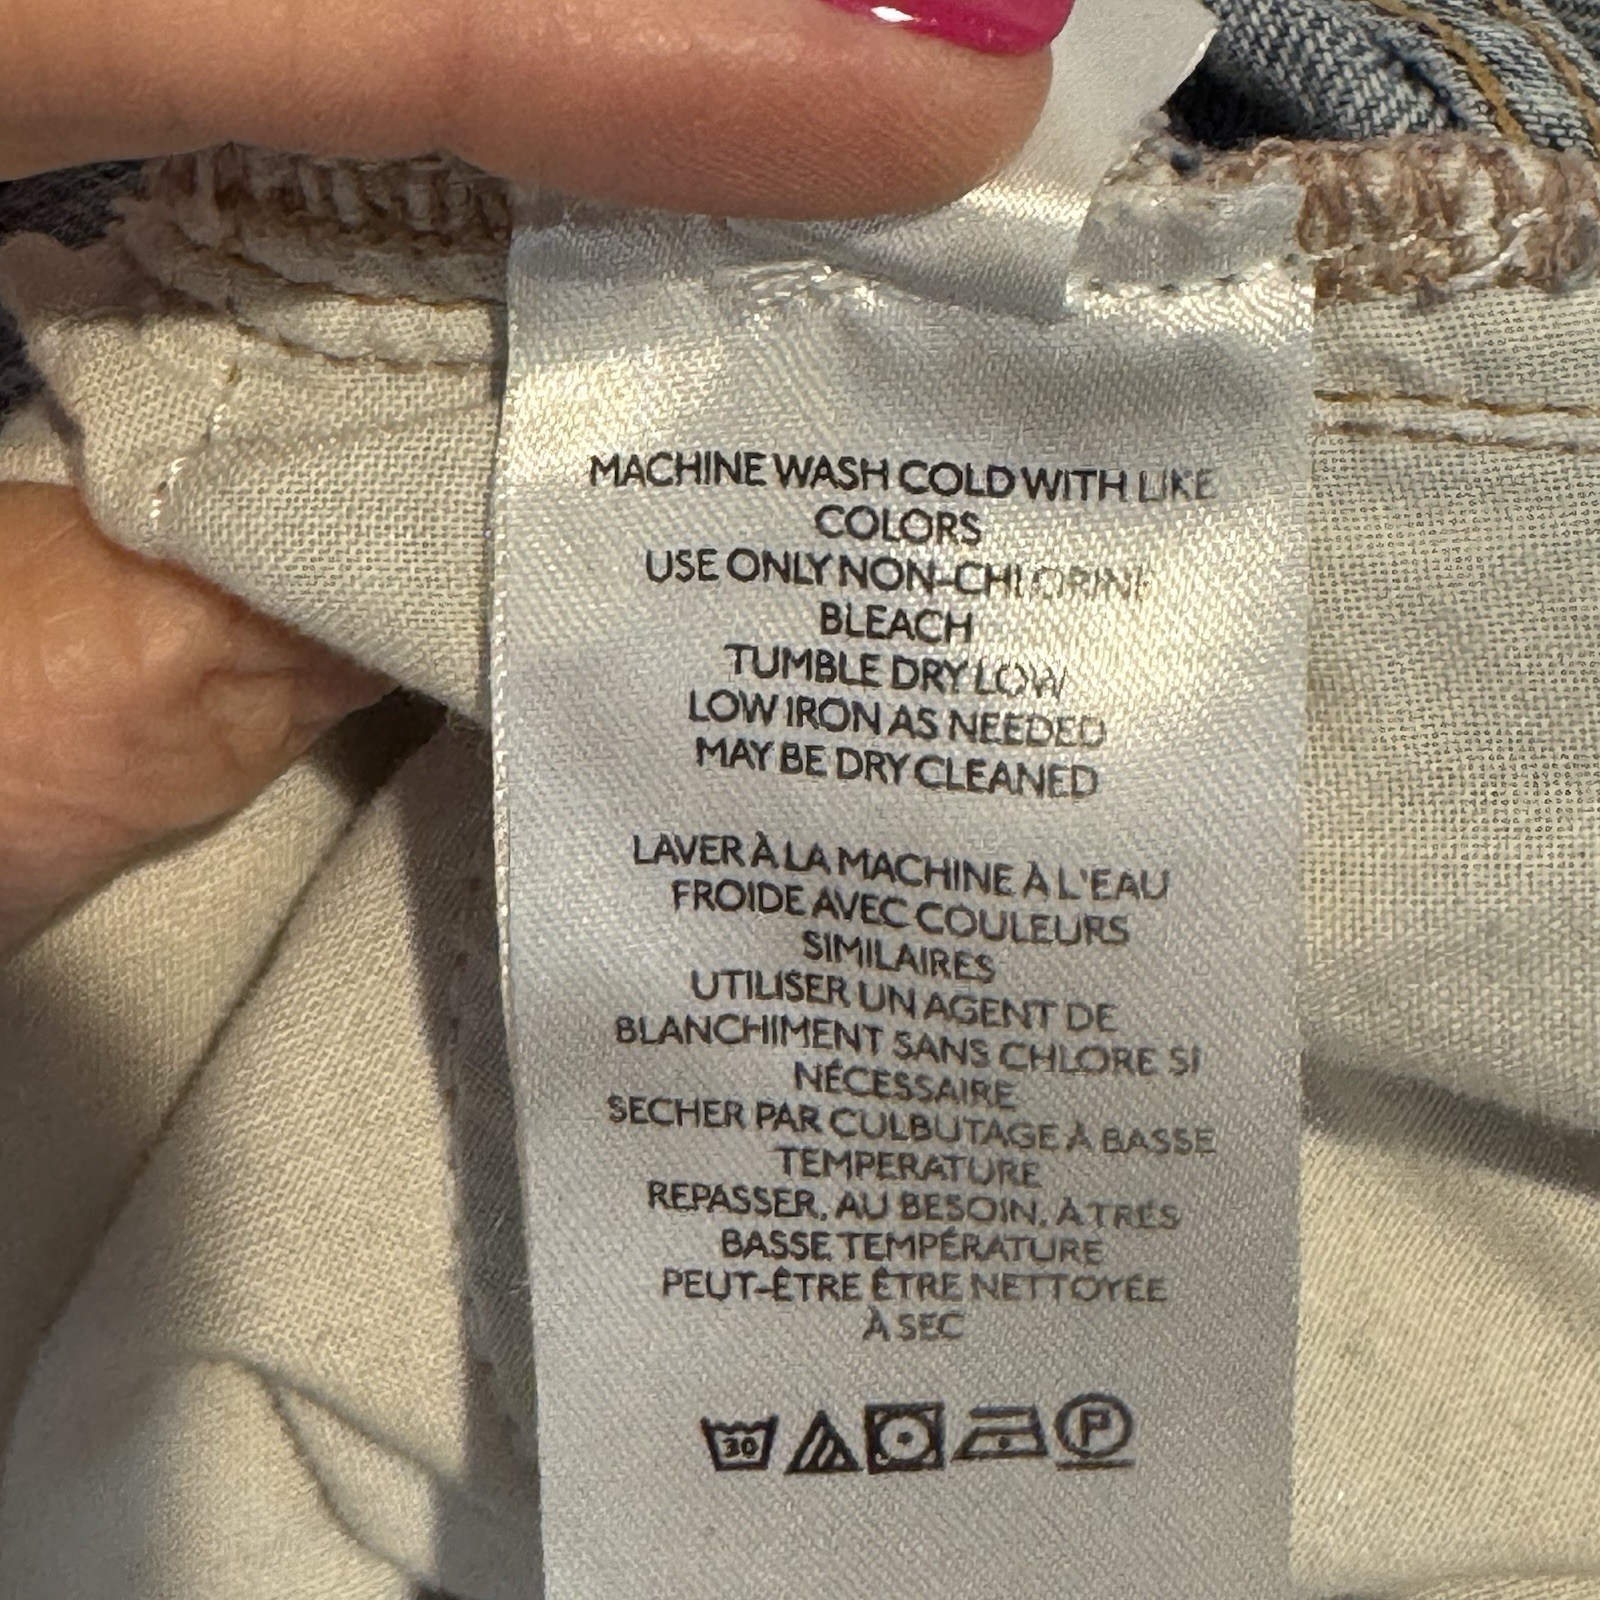 MACHINE WASH COLD WITH LIKE
COLORS
USE ONLY NON-CHLORINE
BLEACH
TUMBLE DRY LOW
LOW IRON AS NEEDED
MAY BE DRY CLEANED
LAVER À LA MACHINE À L'EAU
FROIDE AVEC COULEURS
SIMILAIRES
UTILISER UN AGENT DE
BLANCHIMENT SANS CHLORE SI
NÉCESSAIRE
SECHER PAR CULBUTAGE À BASSE
TEMPERATURE
REPASSER, AU BESOIN, À TRÉS
BASSE TEMPÉRATURE
PEUT-ÊTRE ÊTRE NETTOYÉE
À SEC
30 P